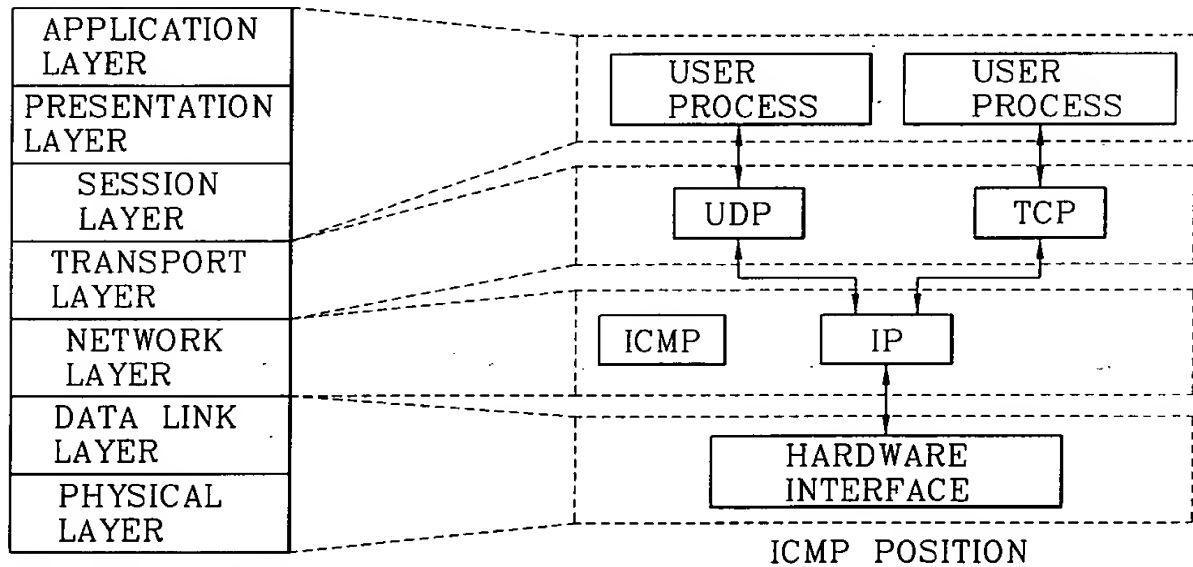 APPLICATION
LAYER
PRESENTATION
LAYER
SESSION
LAYER
TRANSPORT
LAYER
NETWORK
LAYER
DATA LINK
LAYER
PHYSICAL
LAYER
USER
PROCESS
USER
PROCESS
UDP
TCP
ICMP
IP
HARDWARE
INTERFACE
ICMP POSITION